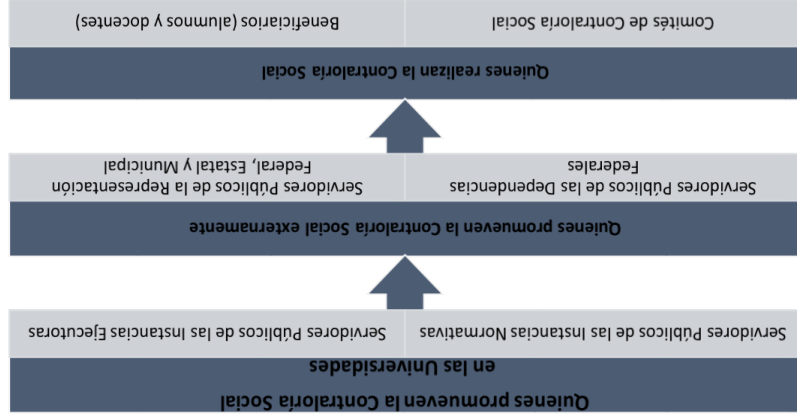 Quienes promueven la Contraloría Social
en las Universidades
Servidores Públicos de las Instancias Normativas
Servidores Públicos de las Instancias Ejecutoras
Quienes promueven la Contraloría Social externamente
Servidores Públicos de las Dependencias
Federales
Servidores Públicos de la Representación
Federal, Estatal y Municipal
Quienes realizan la Contraloría Social
Comités de Contraloría Social
Beneficiarios (alumnos y docentes)